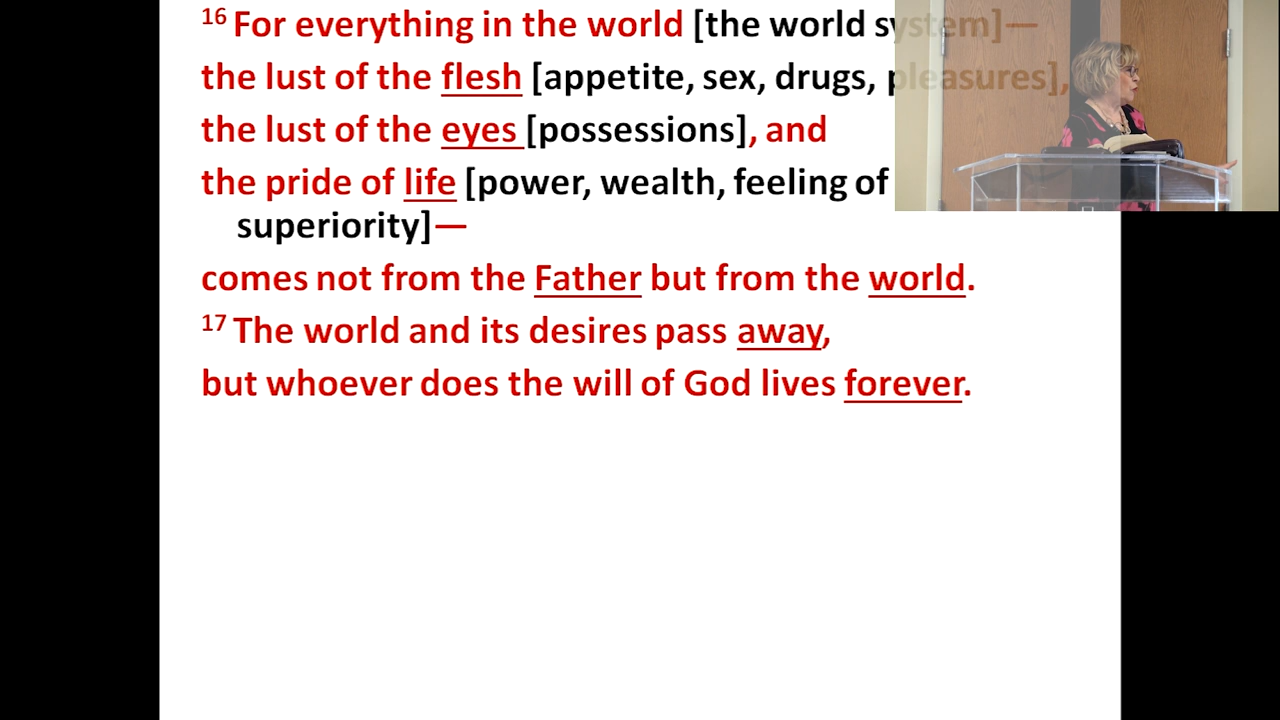 16 For everything in the world [the world system]—
the lust of the flesh [appetite, sex, drugs, pleasures],
the lust of the eyes [possessions], and
the pride of life [power, wealth, feeling of
superiority]—
comes not from the Father but from the world.
17 The world and its desires pass away,
but whoever does the will of God lives forever.